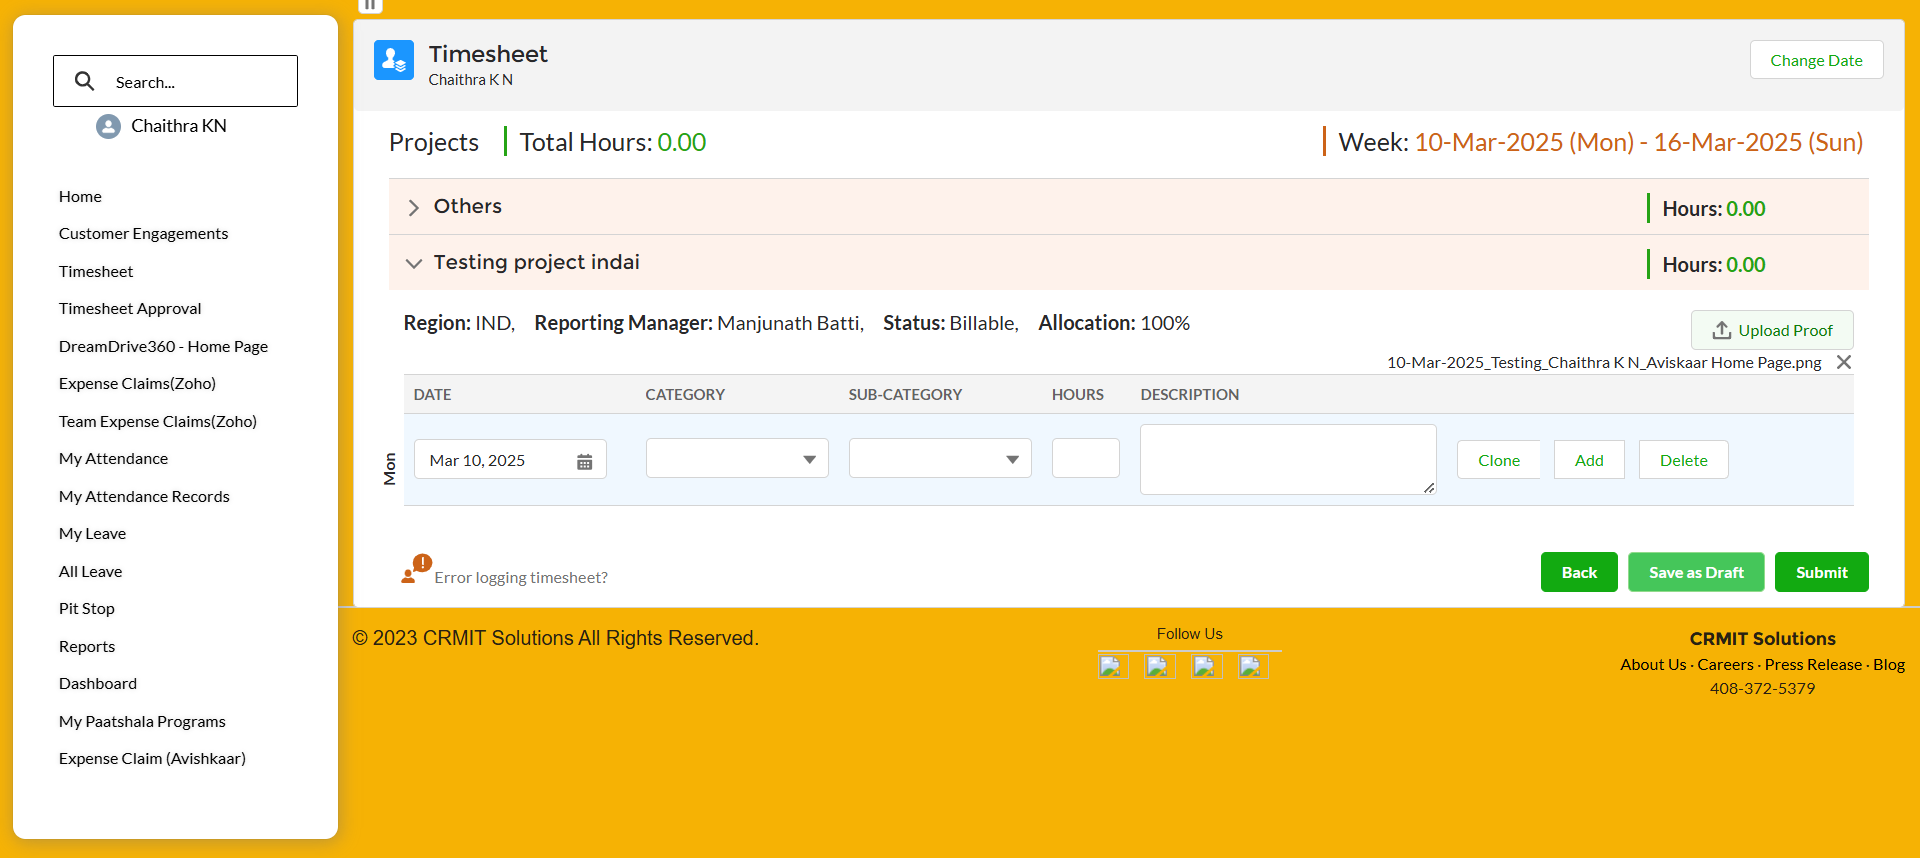 Search...
Chaithra KN
Home
Customer Engagements
Timesheet
Timesheet Approval
DreamDrive360 - Home Page
Expense Claims(Zoho)
Team Expense Claims(Zoho)
My Attendance
My Attendance Records
My Leave
All Leave
Pit Stop
Reports
Dashboard
My Paatshala Programs
Expense Claim (Avishkaar)
Timesheet
Chaithra K N
Change Date
Projects Total Hours: 0.00 Week: 10-Mar-2025 (Mon) - 16-Mar-2025 (Sun)
Others Hours: 0.00
Testing project indai Hours: 0.00
Region: IND, Reporting Manager: Manjunath Batti, Status: Billable, Allocation: 100%
Upload Proof
10-Mar-2025_Testing_Chaithra K N_Aviskaar Home Page.png
DATE CATEGORY SUB-CATEGORY HOURS DESCRIPTION
Mon
Mar 10, 2025 Clone Add Delete
Error logging timesheet? Back Save as Draft Submit
© 2023 CRMIT Solutions All Rights Reserved.
Follow Us
CRMIT Solutions
About Us · Careers · Press Release · Blog
408-372-5379